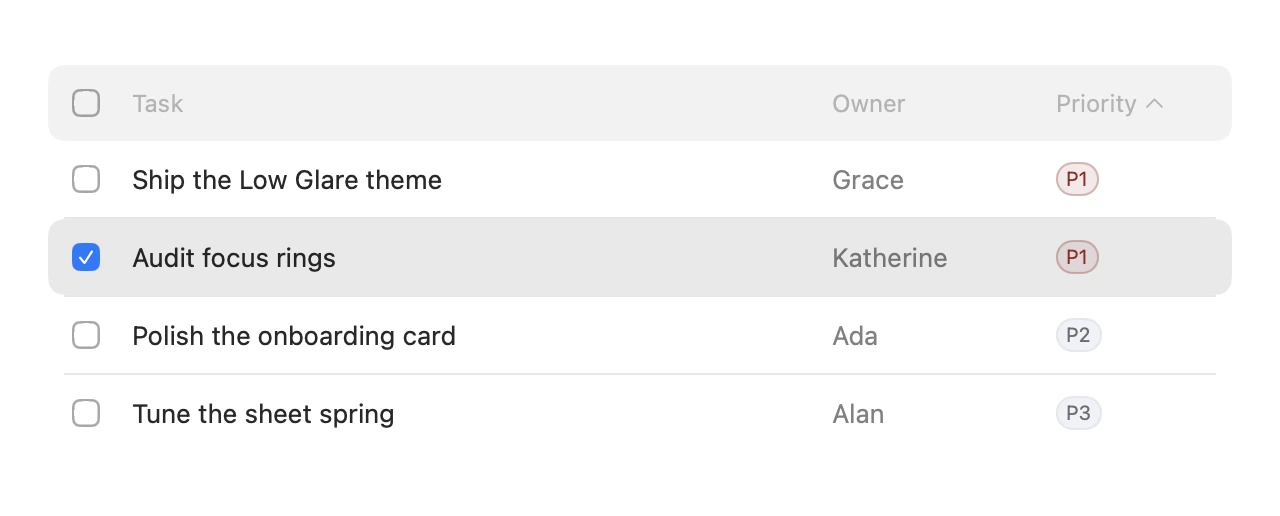 Task Owner Priority
Ship the Low Glare theme Grace P1
Audit focus rings Katherine P1
Polish the onboarding card Ada P2
Tune the sheet spring Alan P3